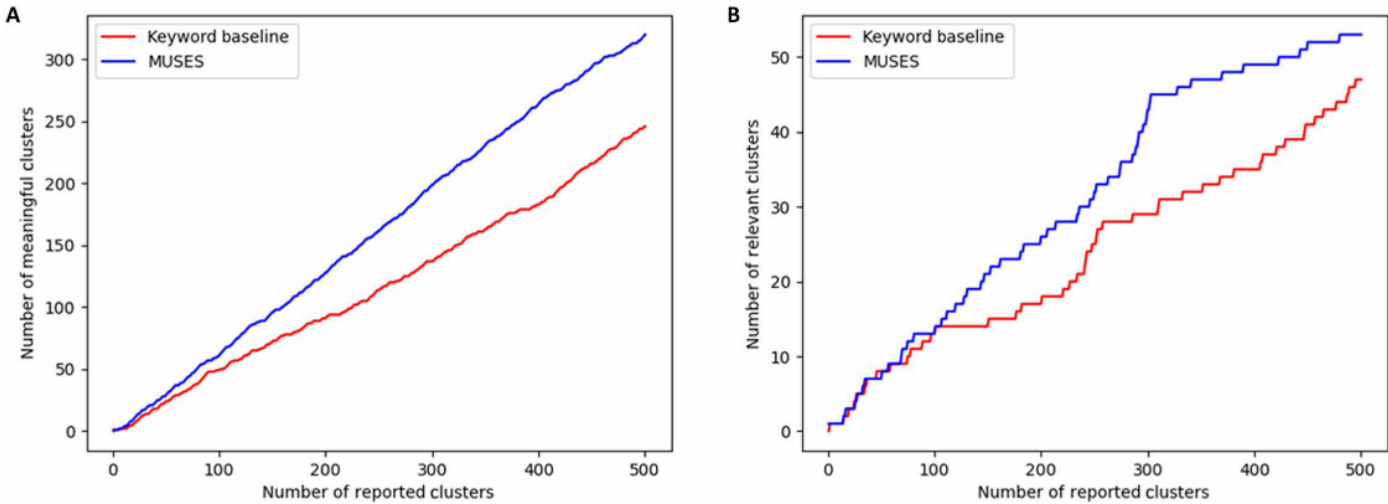 A
Keyword baseline
MUSES
Number of meaningful clusters
300
250
200
150
100
50
0
0 100 200 300 400 500
Number of reported clusters
B
Keyword baseline
MUSES
Number of relevant clusters
50
40
30
20
10
0
0 100 200 300 400 500
Number of reported clusters